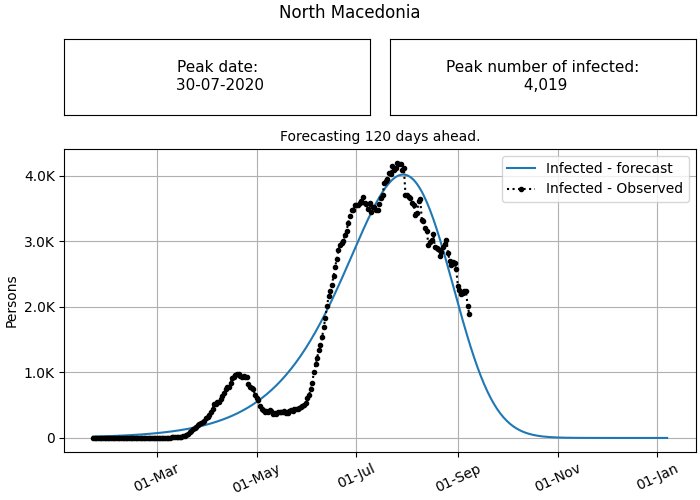 North Macedonia
Peak date:
30-07-2020
Peak number of infected:
4,019
Forecasting 120 days ahead.
Infected - forecast
Infected - Observed
Persons
4.0K
3.0K
2.0K
1.0K
0
01-Mar
01-May
01-Jul
01-Sep
01-Nov
01-Jan